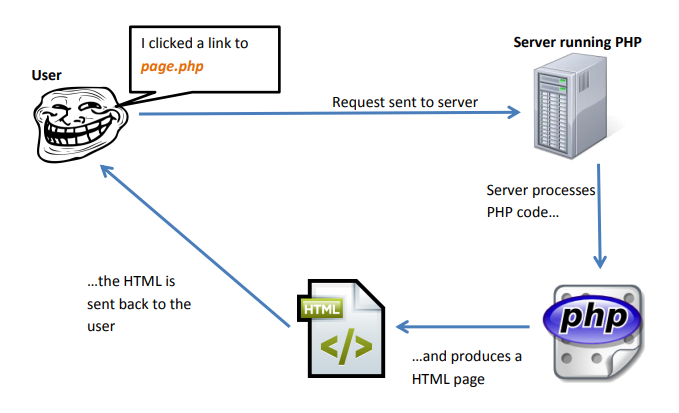 I clicked a link to
page.php
Server running PHP
User
Request sent to server
Server processes
PHP code…
…the HTML is
sent back to the
user
HTML
</>
php
…and produces a
HTML page